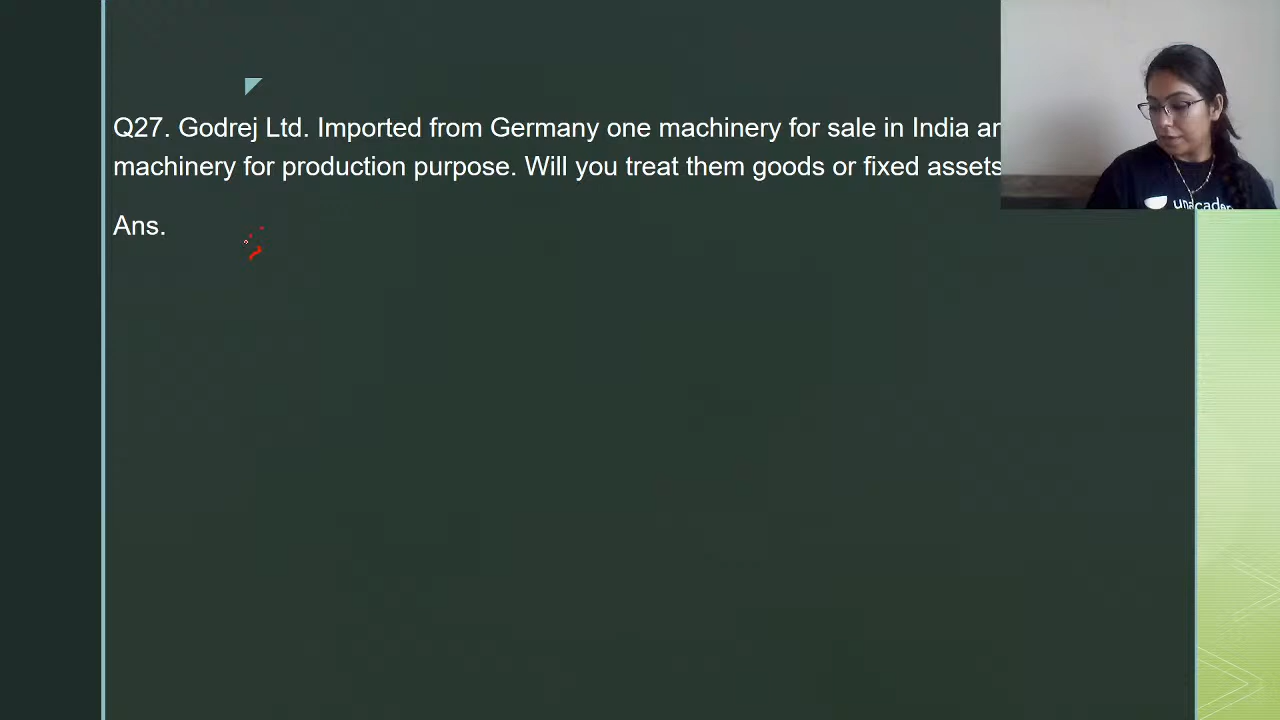 Q27. Godrej Ltd. Imported from Germany one machinery for sale in India
machinery for production purpose. Will you treat them goods or fixed assets
Ans.